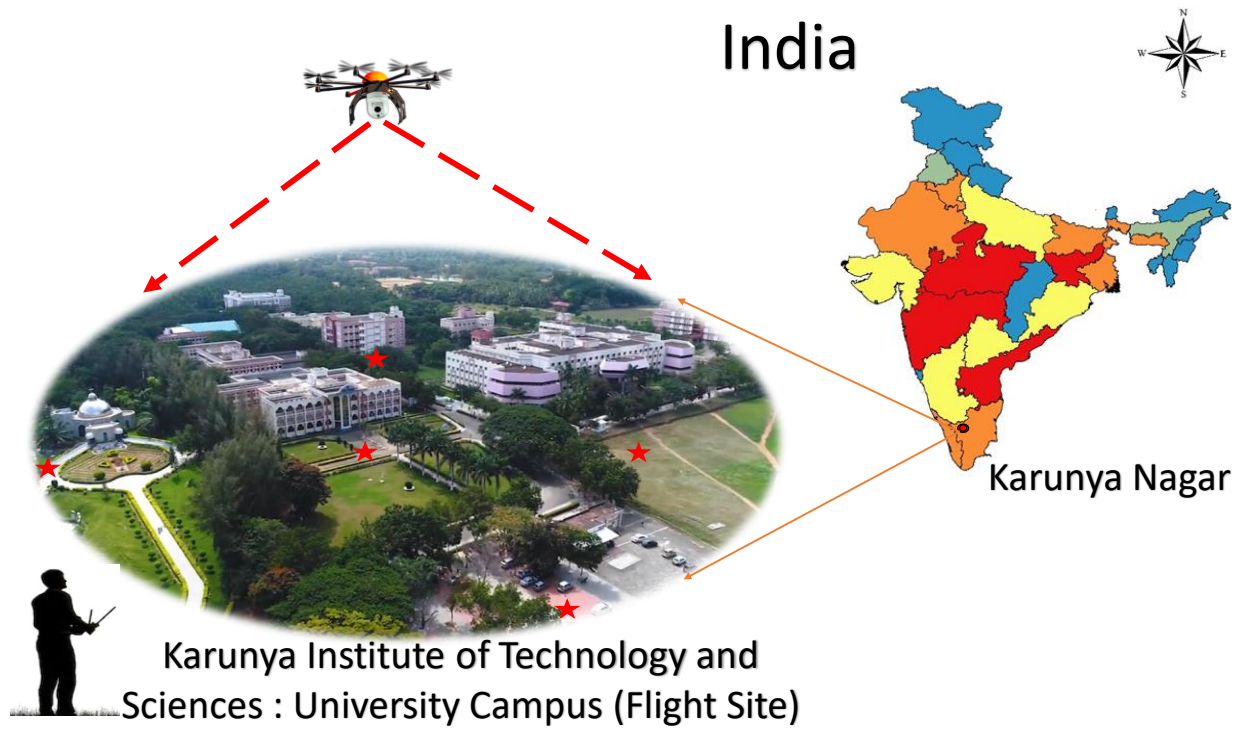 India
N
W
E
S
Karunya Nagar
Karunya Institute of Technology and
Sciences : University Campus (Flight Site)